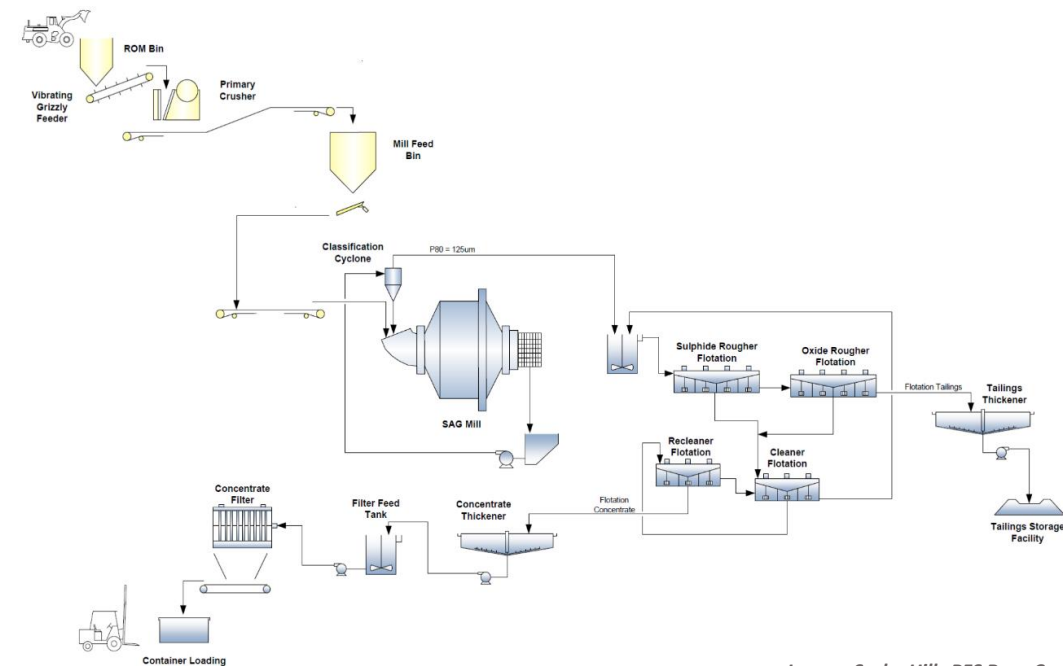 ROM Bin
Vibrating
Grizzly
Feeder
Primary
Crusher
Mill Feed
Bin
Classification
Cyclone
P80 = 125um
SAG Mill
Sulphide Rougher
Flotation
Oxide Rougher
Flotation
Flotation Tailings
Tailings
Thickener
Recleaner
Flotation
Cleaner
Flotation
Tailings Storage
Facility
Flotation
Concentrate
Concentrate
Filter
Filter Feed
Tank
Concentrate
Thickener
Container Loading